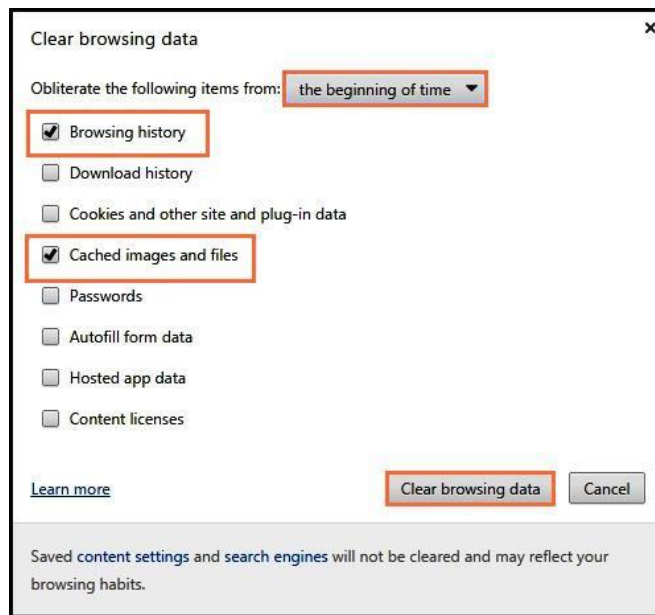 Clear browsing data
Obliterate the following items from: the beginning of time
Browsing history
Download history
Cookies and other site and plug-in data
Cached images and files
Passwords
Autofill form data
Hosted app data
Content licenses
Learn more Clear browsing data Cancel
Saved content settings and search engines will not be cleared and may reflect your
browsing habits.